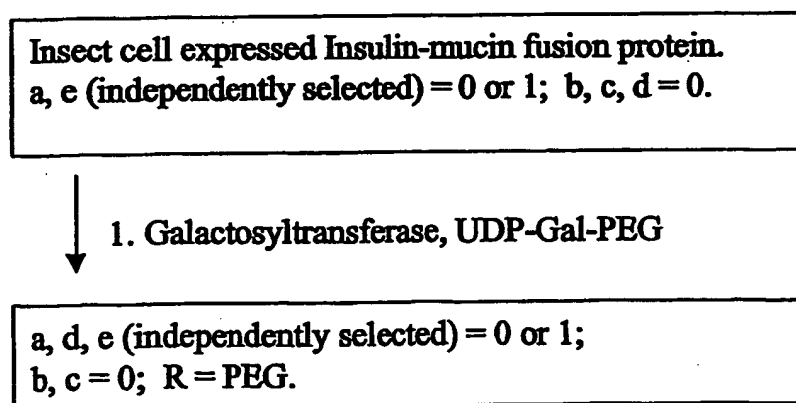 Insect cell expressed Insulin-mucin fusion protein.
a, e (independently selected) = 0 or 1; b, c, d = 0.
1. Galactosyltransferase, UDP-Gal-PEG
a, d, e (independently selected) = 0 or 1;
b, c = 0; R = PEG.